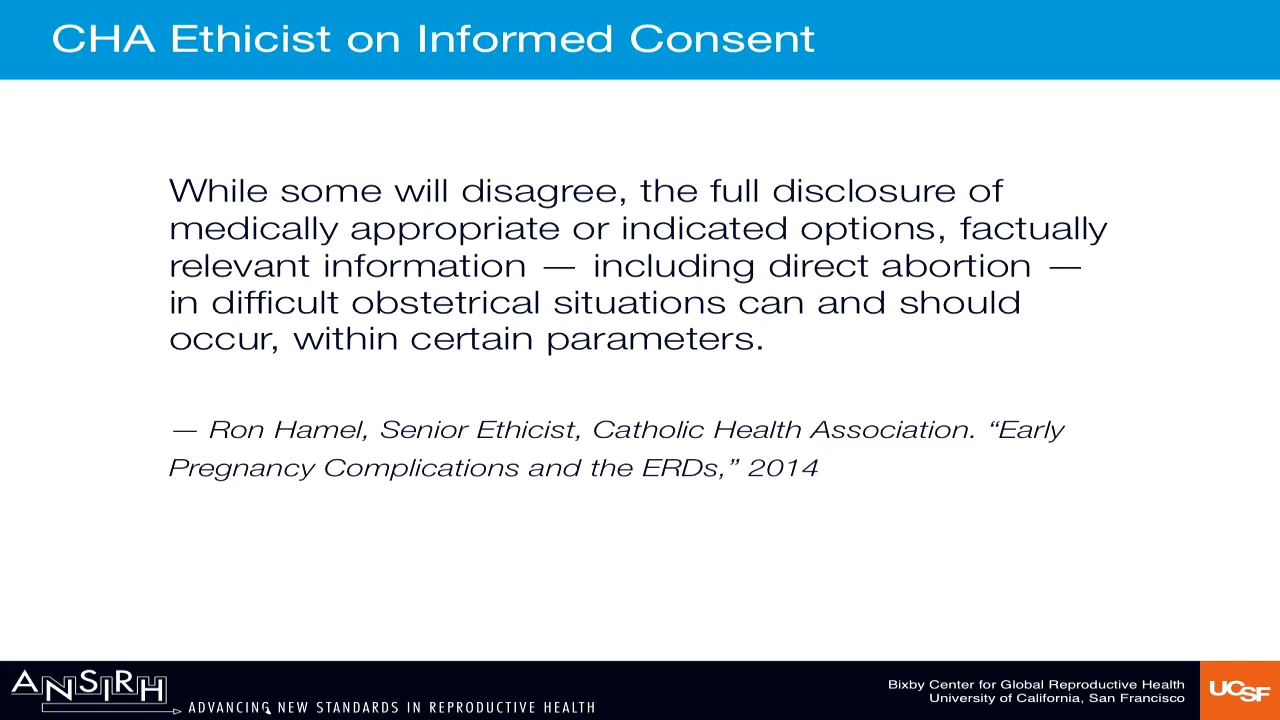 CHA Ethicist on Informed Consent
While some will disagree, the full disclosure of
medically appropriate or indicated options, factually
relevant information — including direct abortion —
in difficult obstetrical situations can and should
occur, within certain parameters.
— Ron Hamel, Senior Ethicist, Catholic Health Association. “Early
Pregnancy Complications and the ERDs,” 2014
ANSIRH
ADVANCING NEW STANDARDS IN REPRODUCTIVE HEALTH
Bixby Center for Global Reproductive Health
University of California, San Francisco
UCSF